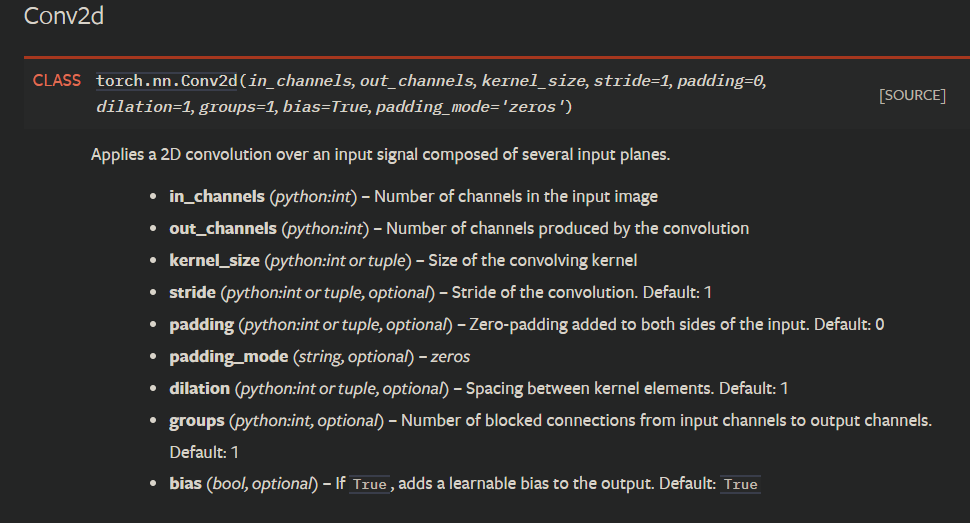 Conv2d
CLASS torch.nn.Conv2d(in_channels, out_channels, kernel_size, stride=1, padding=0,
dilation=1, groups=1, bias=True, padding_mode='zeros')
[SOURCE]
Applies a 2D convolution over an input signal composed of several input planes.
• in_channels (python:int) – Number of channels in the input image
• out_channels (python:int) – Number of channels produced by the convolution
• kernel_size (python:int or tuple) – Size of the convolving kernel
• stride (python:int or tuple, optional) – Stride of the convolution. Default: 1
• padding (python:int or tuple, optional) – Zero-padding added to both sides of the input. Default: 0
• padding_mode (string, optional) – zeros
• dilation (python:int or tuple, optional) – Spacing between kernel elements. Default: 1
• groups (python:int, optional) – Number of blocked connections from input channels to output channels.
Default: 1
• bias (bool, optional) – If True, adds a learnable bias to the output. Default: True